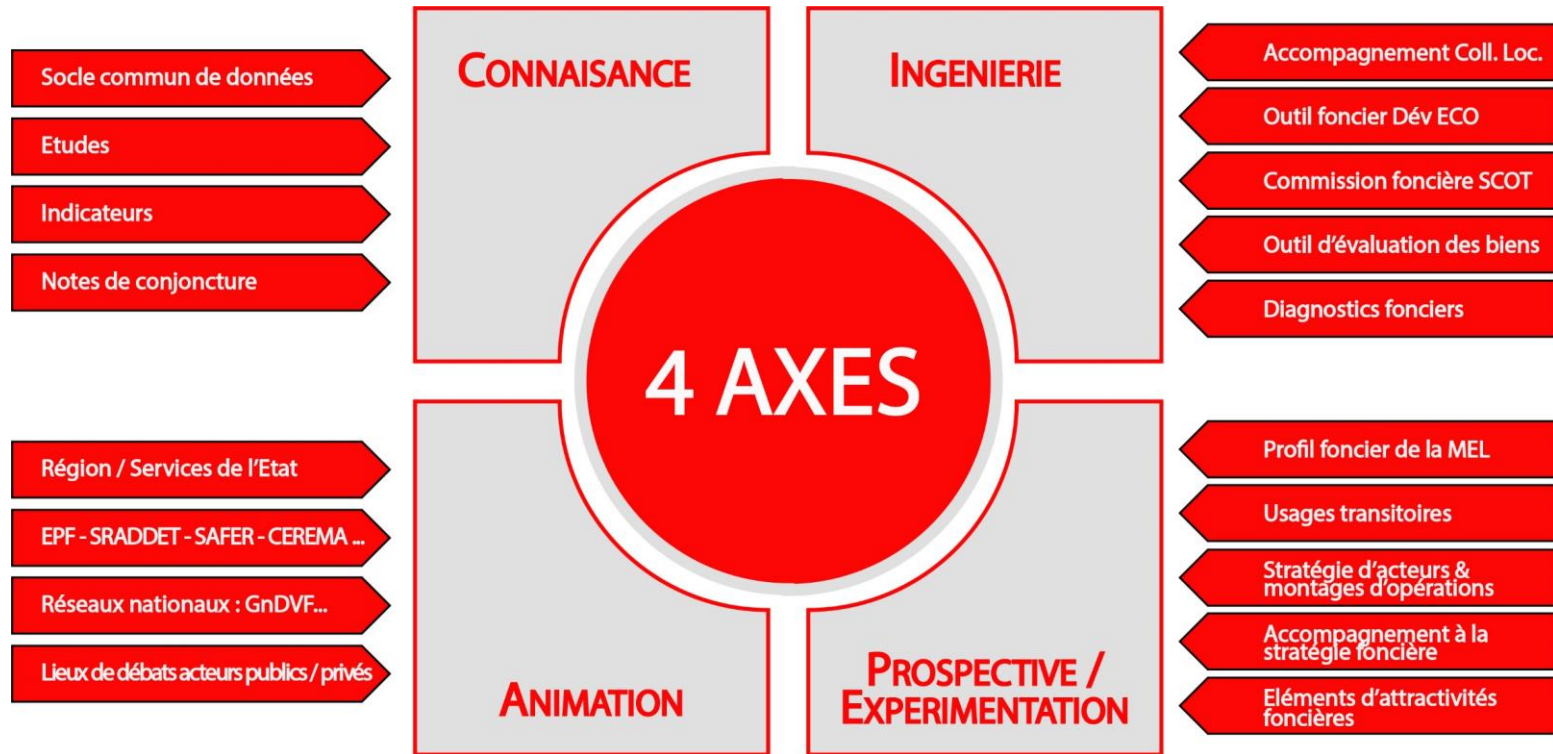 CONNAISANCE
Socle commun de données
Etudes
Indicateurs
Notes de conjoncture
INGENIERIE
Accompagnement Coll. Loc.
Outil foncier Dév ECO
Commission foncière SCOT
Outil d'évaluation des biens
Diagnostics fonciers
4 AXES
Région / Services de l'Etat
EPF - SRADDET - SAFER - CEREMA ...
Réseaux nationaux : GnDVF...
Lieux de débats acteurs publics / privés
ANIMATION
PROSPECTIVE /
EXPERIMENTATION
Profil foncier de la MEL
Usages transitoires
Stratégie d'acteurs &
montages d'opérations
Accompagnement à la
stratégie foncière
Eléments d'attractivités
foncières